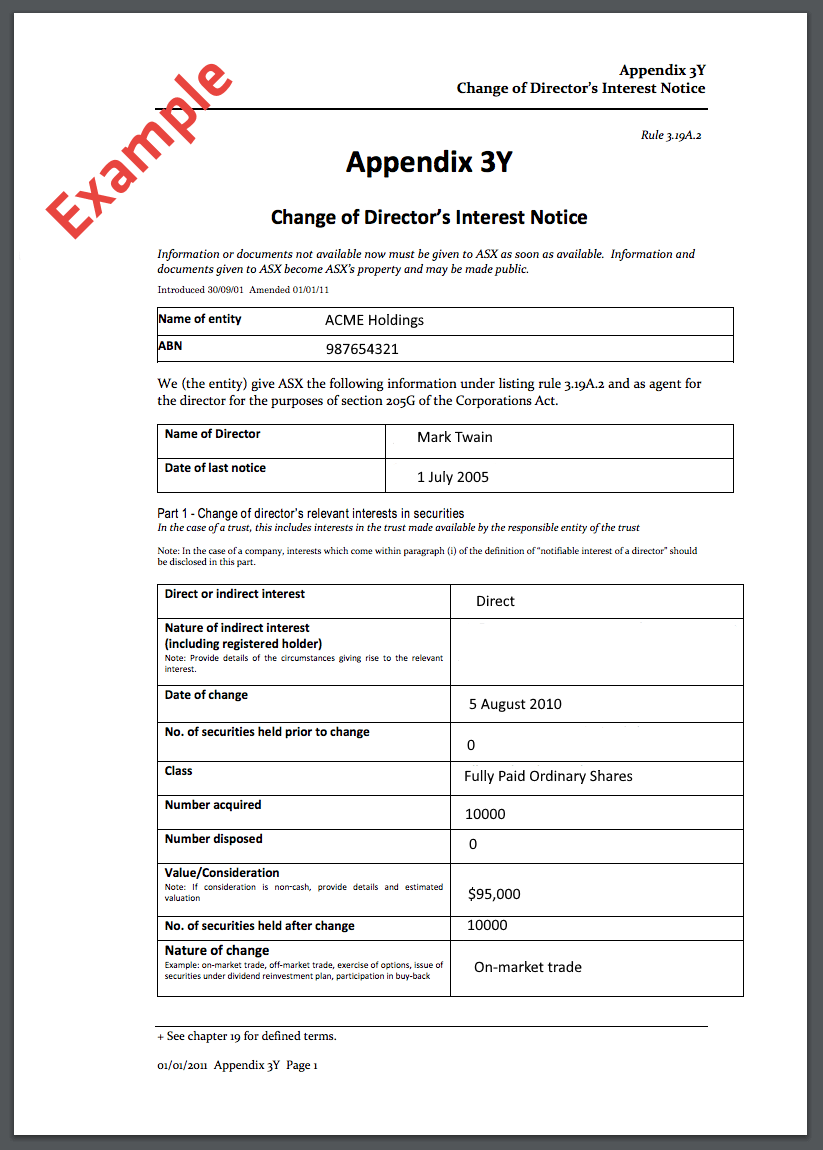 Example
Appendix 3Y
Change of Director's Interest Notice
Rule 3.19A.2
Appendix 3Y
Change of Director's Interest Notice
Information or documents not available now must be given to ASX as soon as available. Information and
documents given to ASX become ASX's property and may be made public.
Introduced 30/09/01 Amended 01/01/11
Name of entity ACME Holdings
ABN 987654321
We (the entity) give ASX the following information under listing rule 3.19A.2 and as agent for
the director for the purposes of section 205G of the Corporations Act.
Name of Director Mark Twain
Date of last notice 1 July 2005
Part 1 - Change of director's relevant interests in securities
In the case of a trust, this includes interests in the trust made available by the responsible entity of the trust
Note: In the case of a company, interests which come within paragraph (i) of the definition of "notifiable interest of a director" should
be disclosed in this part.
Direct or indirect interest Direct
Nature of indirect interest
(including registered holder)
Note: Provide details of the circumstances giving rise to the relevant
interest.
Date of change 5 August 2010
No. of securities held prior to change 0
Class Fully Paid Ordinary Shares
Number acquired 10000
Number disposed 0
Value/Consideration
Note: If consideration is non-cash, provide details and estimated
valuation
$95,000
No. of securities held after change 10000
Nature of change
Example: on-market trade, off-market trade, exercise of options, issue of
securities under dividend reinvestment plan, participation in buy-back
On-market trade
+ See chapter 19 for defined terms.
01/01/2011 Appendix 3Y Page 1